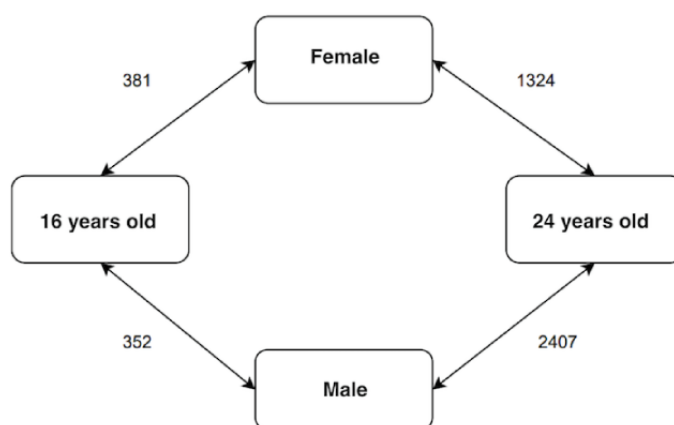 Female
381
1324
16 years old
24 years old
352
2407
Male